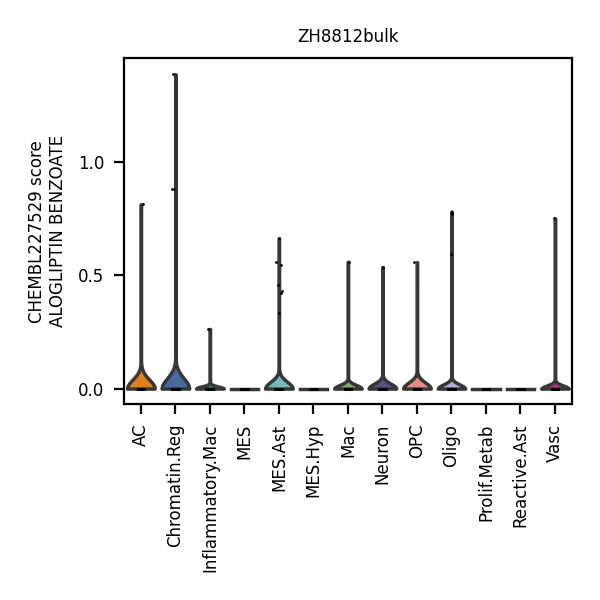 ZH8812bulk
CHEMBL227529 score
ALOGLIPTIN BENZOATE
1.0
0.5
0.0
AC
Chromatin.Reg
Inflammatory.Mac
MES
MES.Ast
MES.Hyp
Mac
Neuron
OPC
Oligo
Prolif.Metab
Reactive.Ast
Vasc